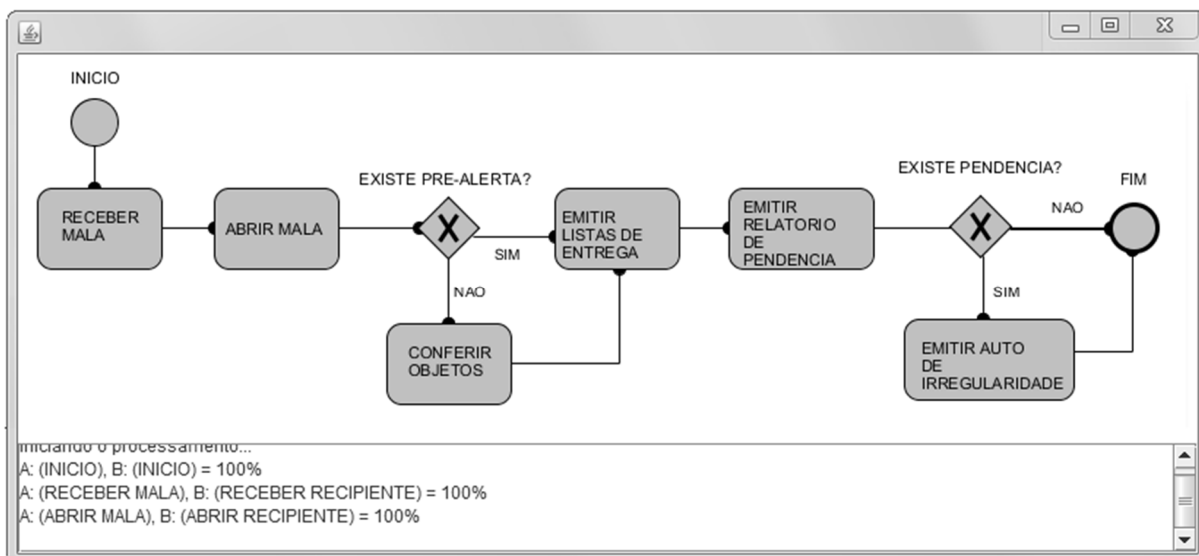 INICIO
RECEBER
MALA
ABRIR MALA
EXISTE PRE-ALERTA?
SIM
NAO
CONFERIR
OBJETOS
EMITIR
LISTAS DE
ENTREGA
EMITIR
RELATORIO
DE
PENDENCIA
EXISTE PENDENCIA?
NAO
FIM
SIM
EMITIR AUTO
DE
IRREGULARIDADE
Iniciando o processamento...
A: (INICIO), B: (INICIO) = 100%
A: (RECEBER MALA), B: (RECEBER RECIPIENTE) = 100%
A: (ABRIR MALA), B: (ABRIR RECIPIENTE) = 100%